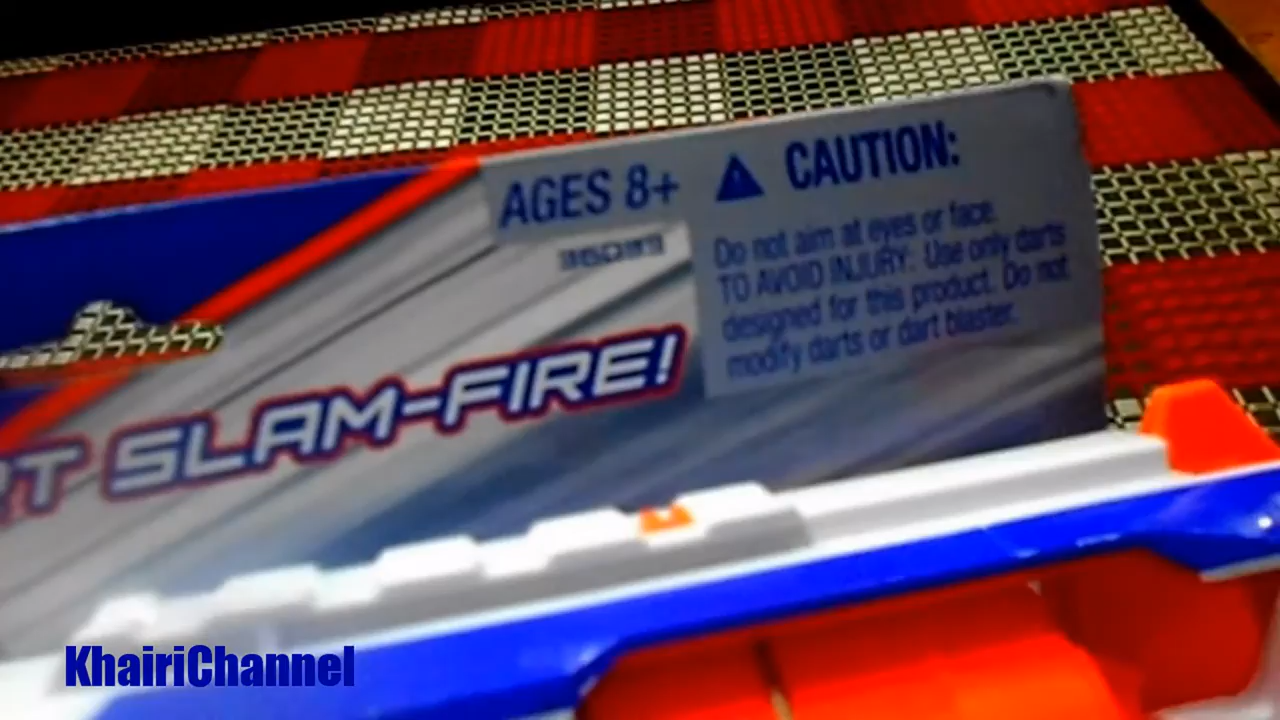 AGES 8+
CAUTION:
Do not aim at eyes or face.
TO AVOID INJURY: Use only darts
designed for this product. Do not
modify darts or dart blaster.
RT SLAM-FIRE!
KhairiChannel